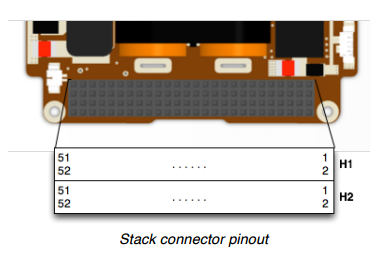 51 1
52 ...... 2
H1
51 1
52 ...... 2
H2
Stack connector pinout